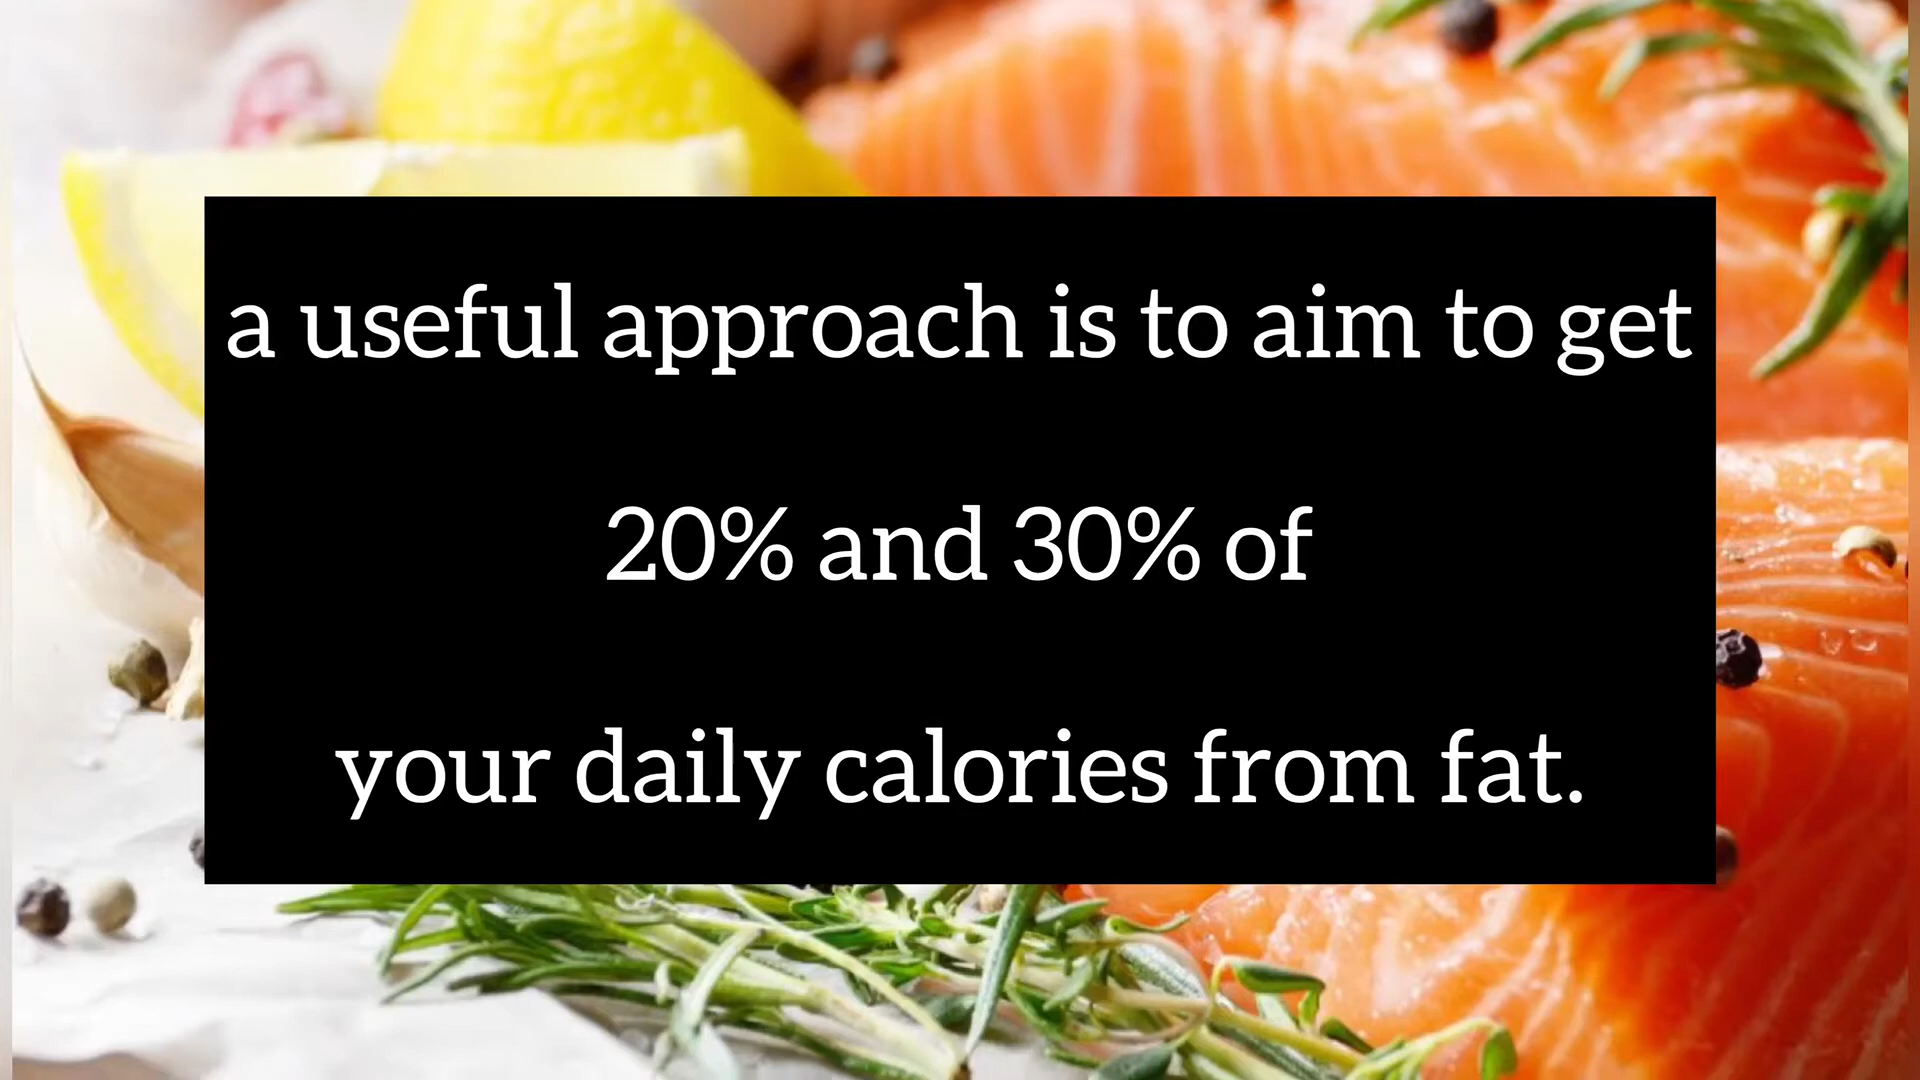 a useful approach is to aim to get
20% and 30% of
your daily calories from fat.